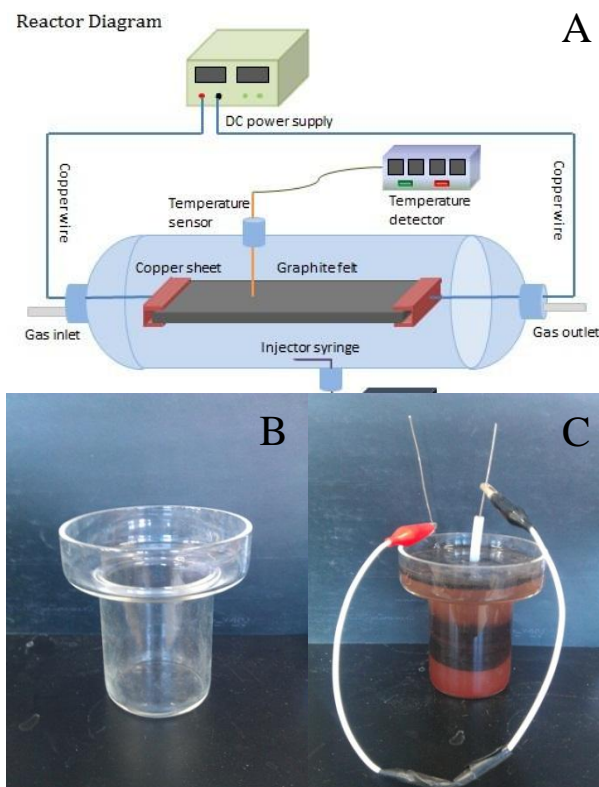 Reactor Diagram
A
DC power supply
Copper wire
Copper wire
Temperature
sensor
Temperature
detector
Copper sheet
Graphite felt
Gas inlet
Gas outlet
Injector syringe
B
C